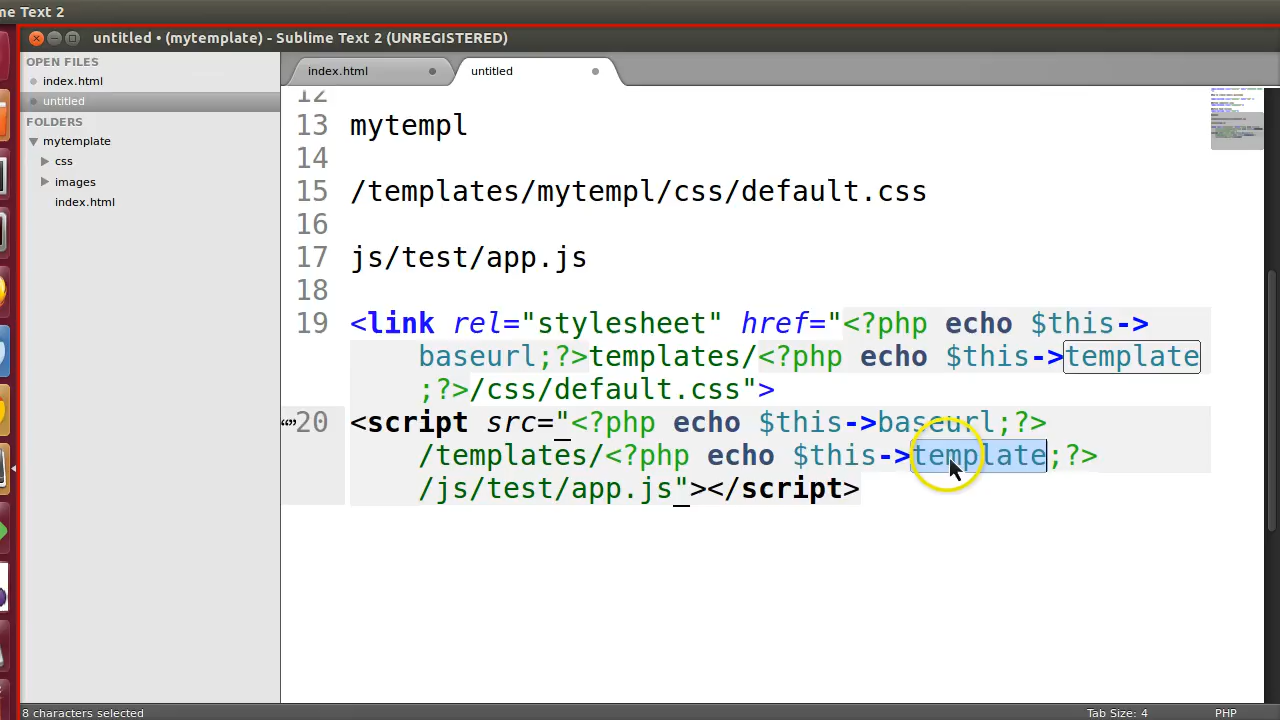 me Text 2
untitled • (mytemplate) - Sublime Text 2 (UNREGISTERED)
OPEN FILES
index.html
untitled
FOLDERS
mytemplate
css
images
index.html
index.html
untitled
12
13 mytempl
14
15 /templates/mytempl/css/default.css
16
17 js/test/app.js
18
19 <link rel="stylesheet" href="<?php echo $this->
baseurl;?>templates/<?php echo $this->template
;?>/css/default.css">
20 <script src="<?php echo $this->baseurl;?>
/templates/<?php echo $this->template;?>
/js/test/app.js"></script>
8 characters selected
Tab Size: 4
PHP